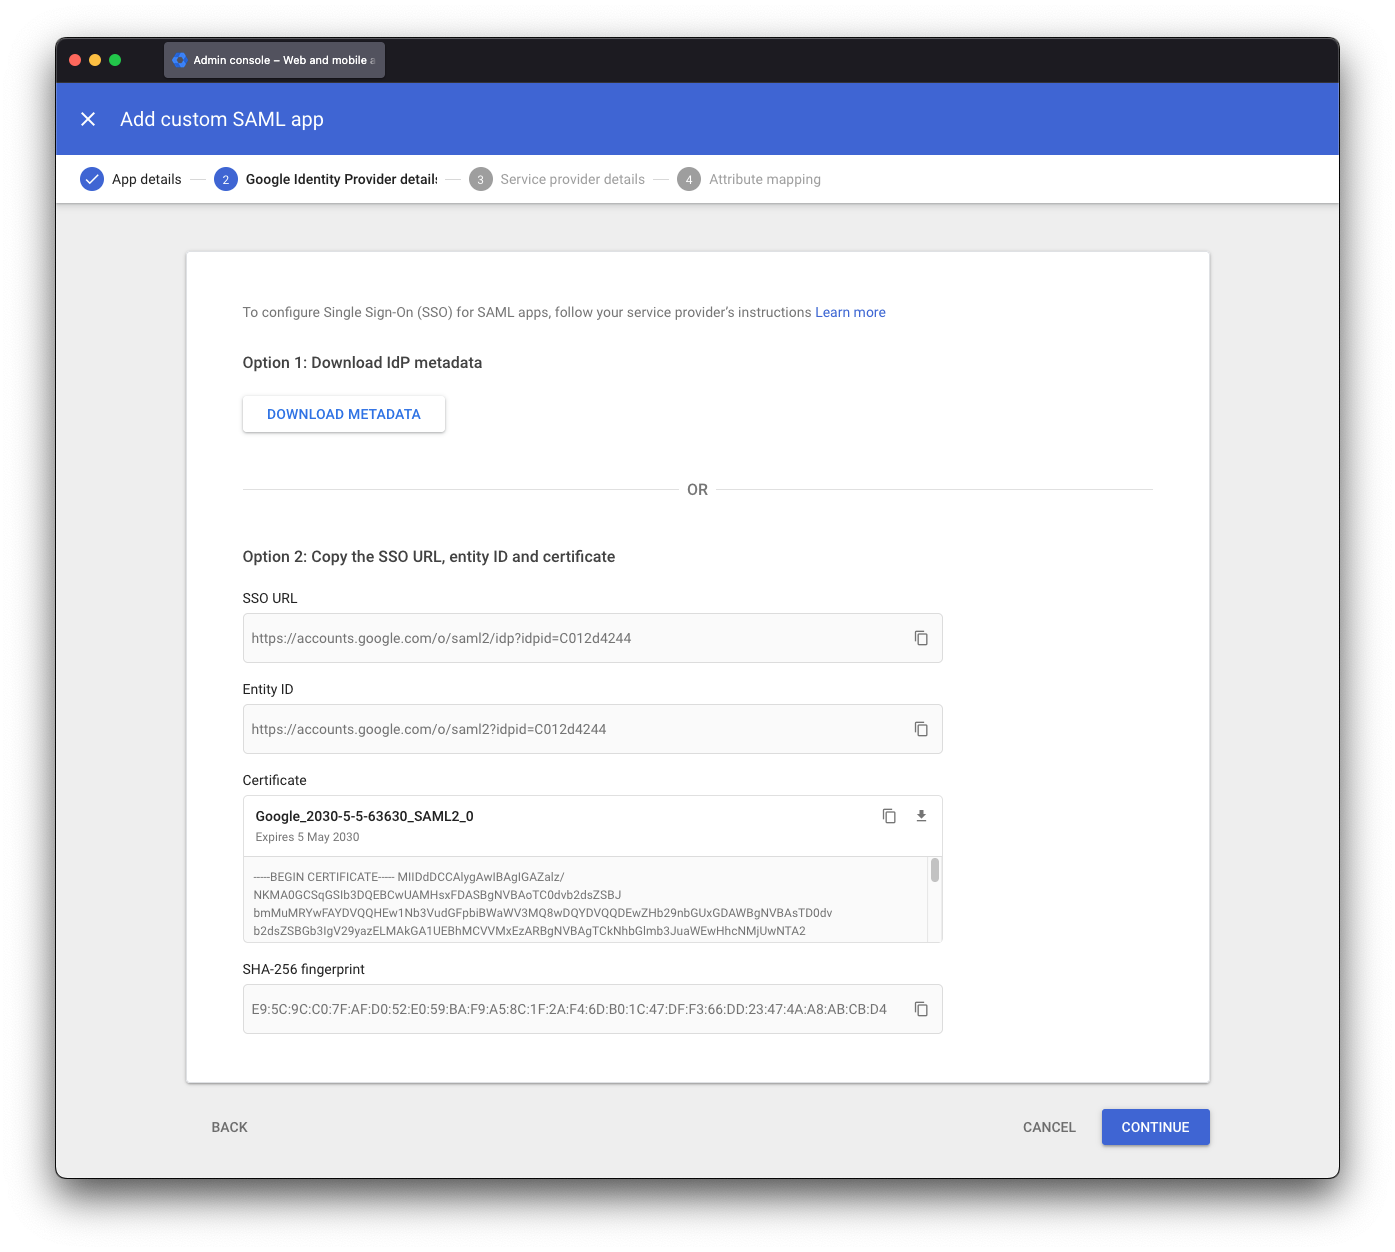 Admin console – Web and mobile a
Add custom SAML app
App details
2 Google Identity Provider details
3 Service provider details
4 Attribute mapping
To configure Single Sign-On (SSO) for SAML apps, follow your service provider's instructions Learn more
Option 1: Download IdP metadata
DOWNLOAD METADATA
OR
Option 2: Copy the SSO URL, entity ID and certificate
SSO URL
https://accounts.google.com/o/saml2/idp?idpid=C012d4244
Entity ID
https://accounts.google.com/o/saml2?idpid=C012d4244
Certificate
Google_2030-5-5-63630_SAML2_0
Expires 5 May 2030
-----BEGIN CERTIFICATE----- MIIDdDCCAlygAwIBAgIGAZalz/
NKMA0GCSqGSIb3DQEBCwUAMHsxFDASBgNVBAoTC0dvb2dsZSBJ
bmMuMRYwFAYDVQQHEw1Nb3VudGFpbiBWaWV3MQ8wDQYDVQQDEwZHb29nbGUxGDAWBgNVBAsTD0dv
b2dsZSBGb3IgV29yazELMAkGA1UEBhMCVVMxEzARBgNVBAgTCkNhbGlmb3JuaWEwHhcNMjUwNTA2
SHA-256 fingerprint
E9:5C:9C:C0:7F:AF:D0:52:E0:59:BA:F9:A5:8C:1F:2A:F4:6D:B0:1C:47:DF:F3:66:DD:23:47:4A:A8:AB:CB:D4
BACK
CANCEL
CONTINUE